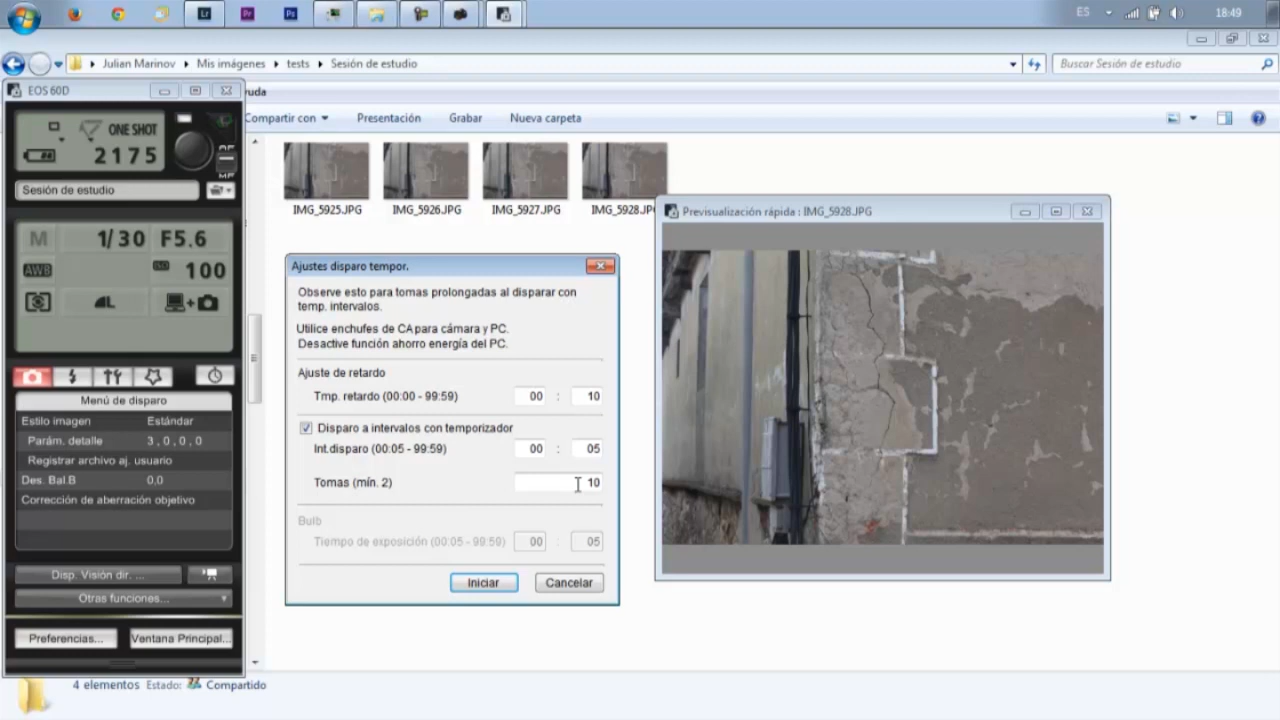 ES
18:49
Julian Marinov
Mis imágenes
tests
Sesión de estudio
Buscar Sesión de estudio
EOS 60D
uda
Compartir con
Presentación
Grabar
Nueva carpeta
ONE SHOT
2175
AF
MF
Sesión de estudio
M 1/30 F5.6
AWB ISO 100
L
IMG_5925.JPG
IMG_5926.JPG
IMG_5927.JPG
IMG_5928.JPG
Previsualización rápida : IMG_5928.JPG
Ajustes disparo tempor.
Observe esto para tomas prolongadas al disparar con
temp. intervalos.
Utilice enchufes de CA para cámara y PC.
Desactive función ahorro energía del PC.
Ajuste de retardo
Tmp. retardo (00:00 - 99:59) 00 : 10
Disparo a intervalos con temporizador
Int.disparo (00:05 - 99:59) 00 : 05
Tomas (mín. 2) 10
Bulb
Tiempo de exposición (00:05 - 99:59) 00 : 05
Iniciar
Cancelar
Menú de disparo
Estilo imagen Estándar
Parám. detalle 3 , 0 , 0 , 0
Registrar archivo aj. usuario
Des. Bal.B 0,0
Corrección de aberración objetivo
Disp. Visión dir. ...
Otras funciones...
Preferencias...
Ventana Principal...
4 elementos Estado: Compartido